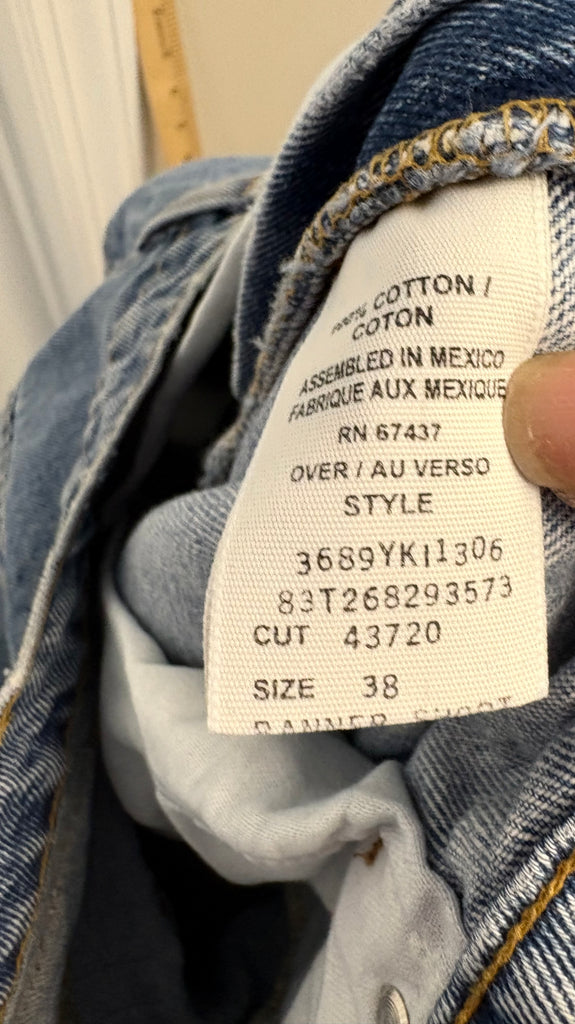 100% COTTON /
COTON
ASSEMBLED IN MEXICO
FABRIQUE AUX MEXIQUE
RN 67437
OVER / AU VERSO
STYLE
3689YKI1306
83T268293573
CUT 43720
SIZE 38